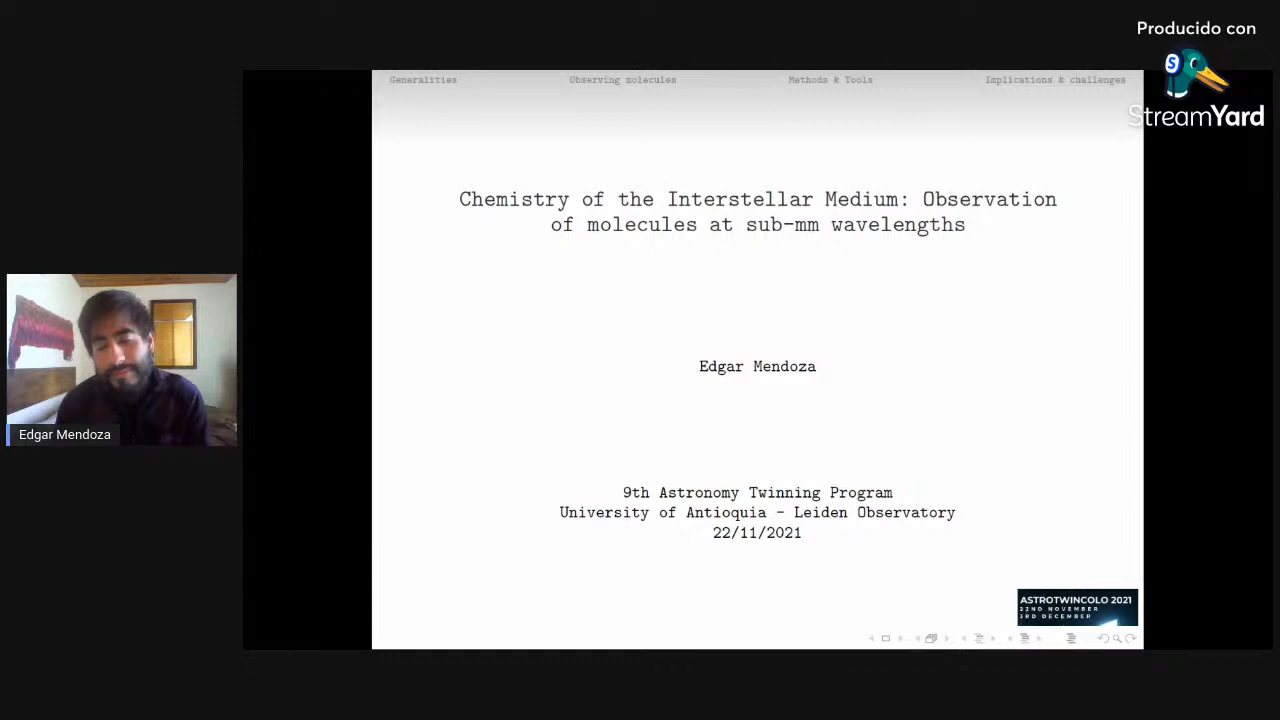 Producido con
StreamYard
Generalities
Observing molecules
Methods & Tools
Implications & challenges
Chemistry of the Interstellar Medium: Observation
of molecules at sub-mm wavelengths
Edgar Mendoza
Edgar Mendoza
9th Astronomy Twinning Program
University of Antioquia - Leiden Observatory
22/11/2021
ASTROTWINCOLO 2021
22ND NOVEMBER
3RD DECEMBER